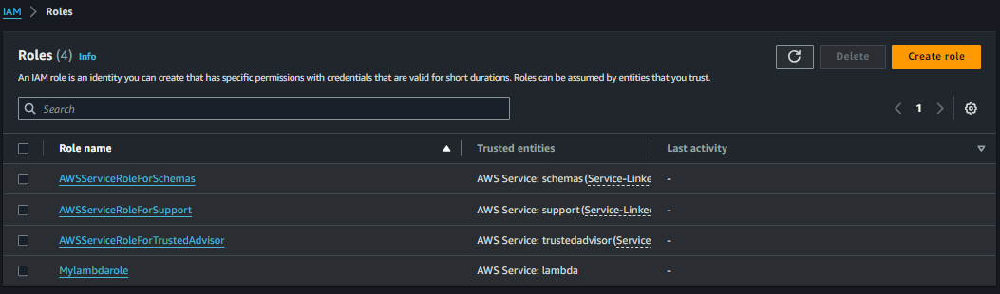 IAM > Roles
Roles (4) Info
Delete
Create role
An IAM role is an identity you can create that has specific permissions with credentials that are valid for short durations. Roles can be assumed by entities that you trust.
Search
1
Role name Trusted entities Last activity
AWSServiceRoleForSchemas AWS Service: schemas (Service-Linke -
AWSServiceRoleForSupport AWS Service: support (Service-Linked -
AWSServiceRoleForTrustedAdvisor AWS Service: trustedadvisor (Service -
Mylambdarole AWS Service: lambda -